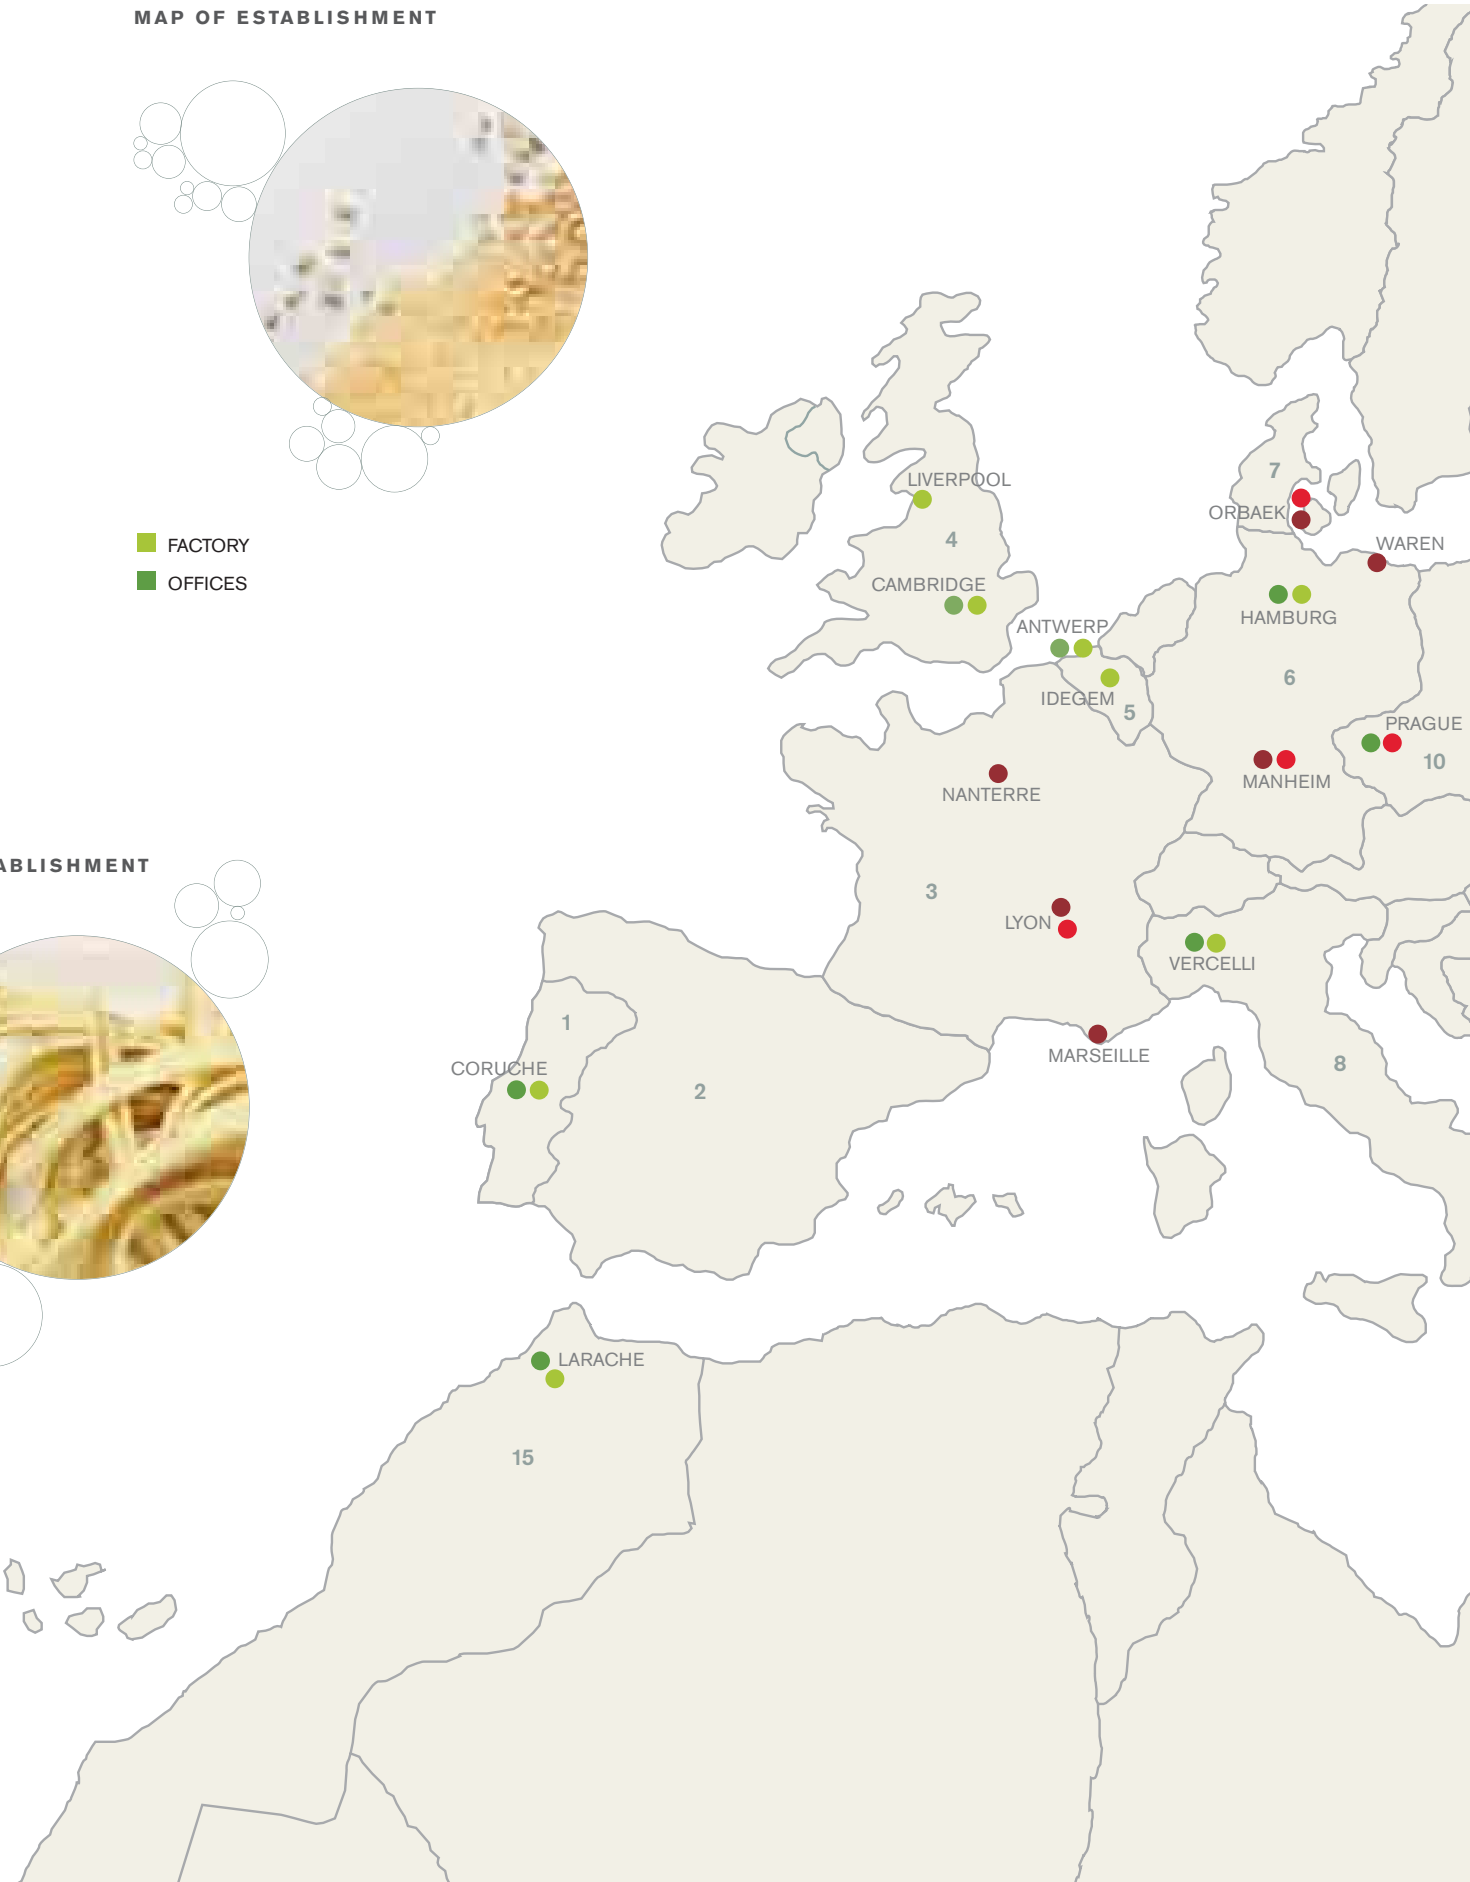 MAP OF ESTABLISHMENT
FACTORY
OFFICES
ABLISHMENT
LIVERPOOL
4
CAMBRIDGE
7
ORBAEK
WAREN
HAMBURG
ANTWERP
IDEGEM
5
6
PRAGUE
10
MANHEIM
NANTERRE
3
LYON
VERCELLI
1
CORUCHE
2
MARSEILLE
8
LARACHE
15